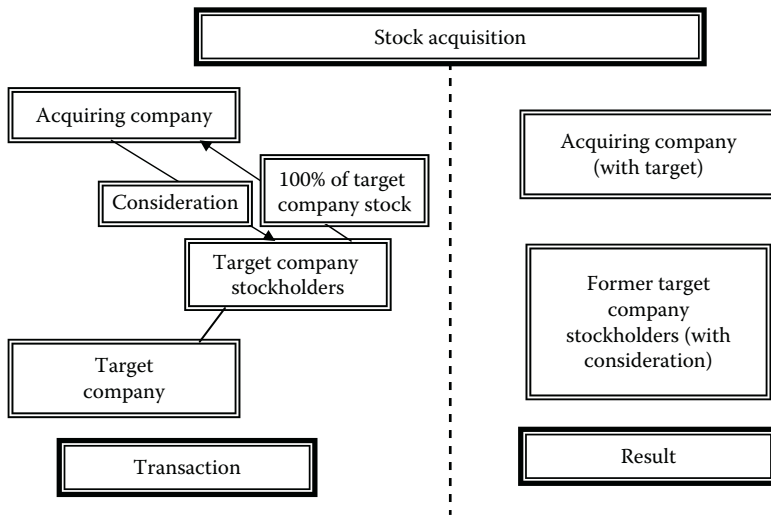 Stock acquisition
Acquiring company
Consideration
100% of target
company stock
Target company
stockholders
Target
company
Transaction
Acquiring company
(with target)
Former target
company
stockholders (with
consideration)
Result